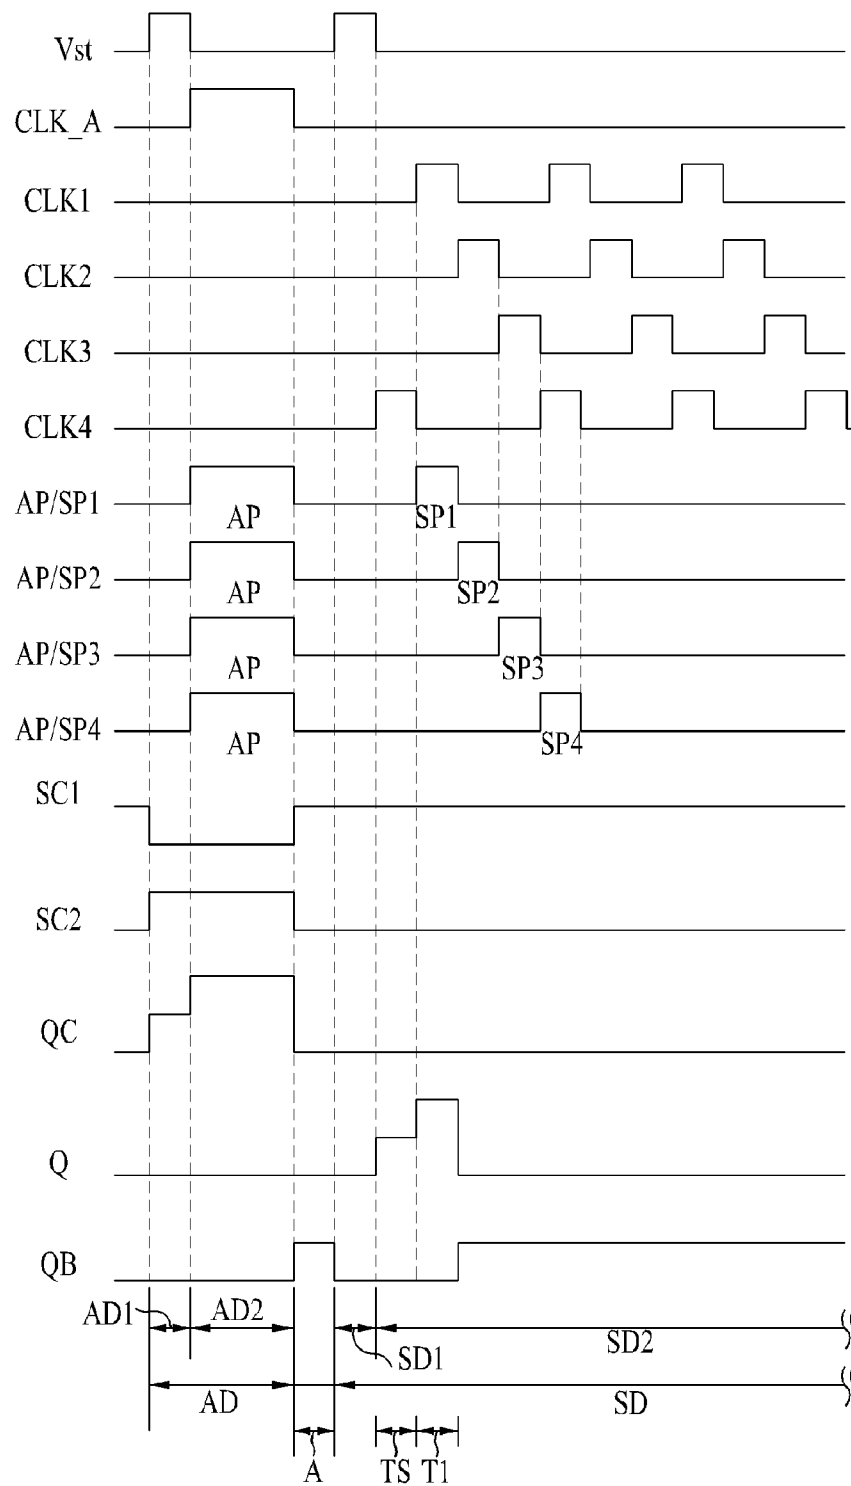 Vst
CLK_A
CLK1
CLK2
CLK3
CLK4
AP/SP1
AP
SP1
AP/SP2
AP
SP2
AP/SP3
AP
SP3
AP/SP4
AP
SP4
SC1
SC2
QC
Q
QB
AD1
AD2
SD1
SD2
AD
SD
A
TS
T1